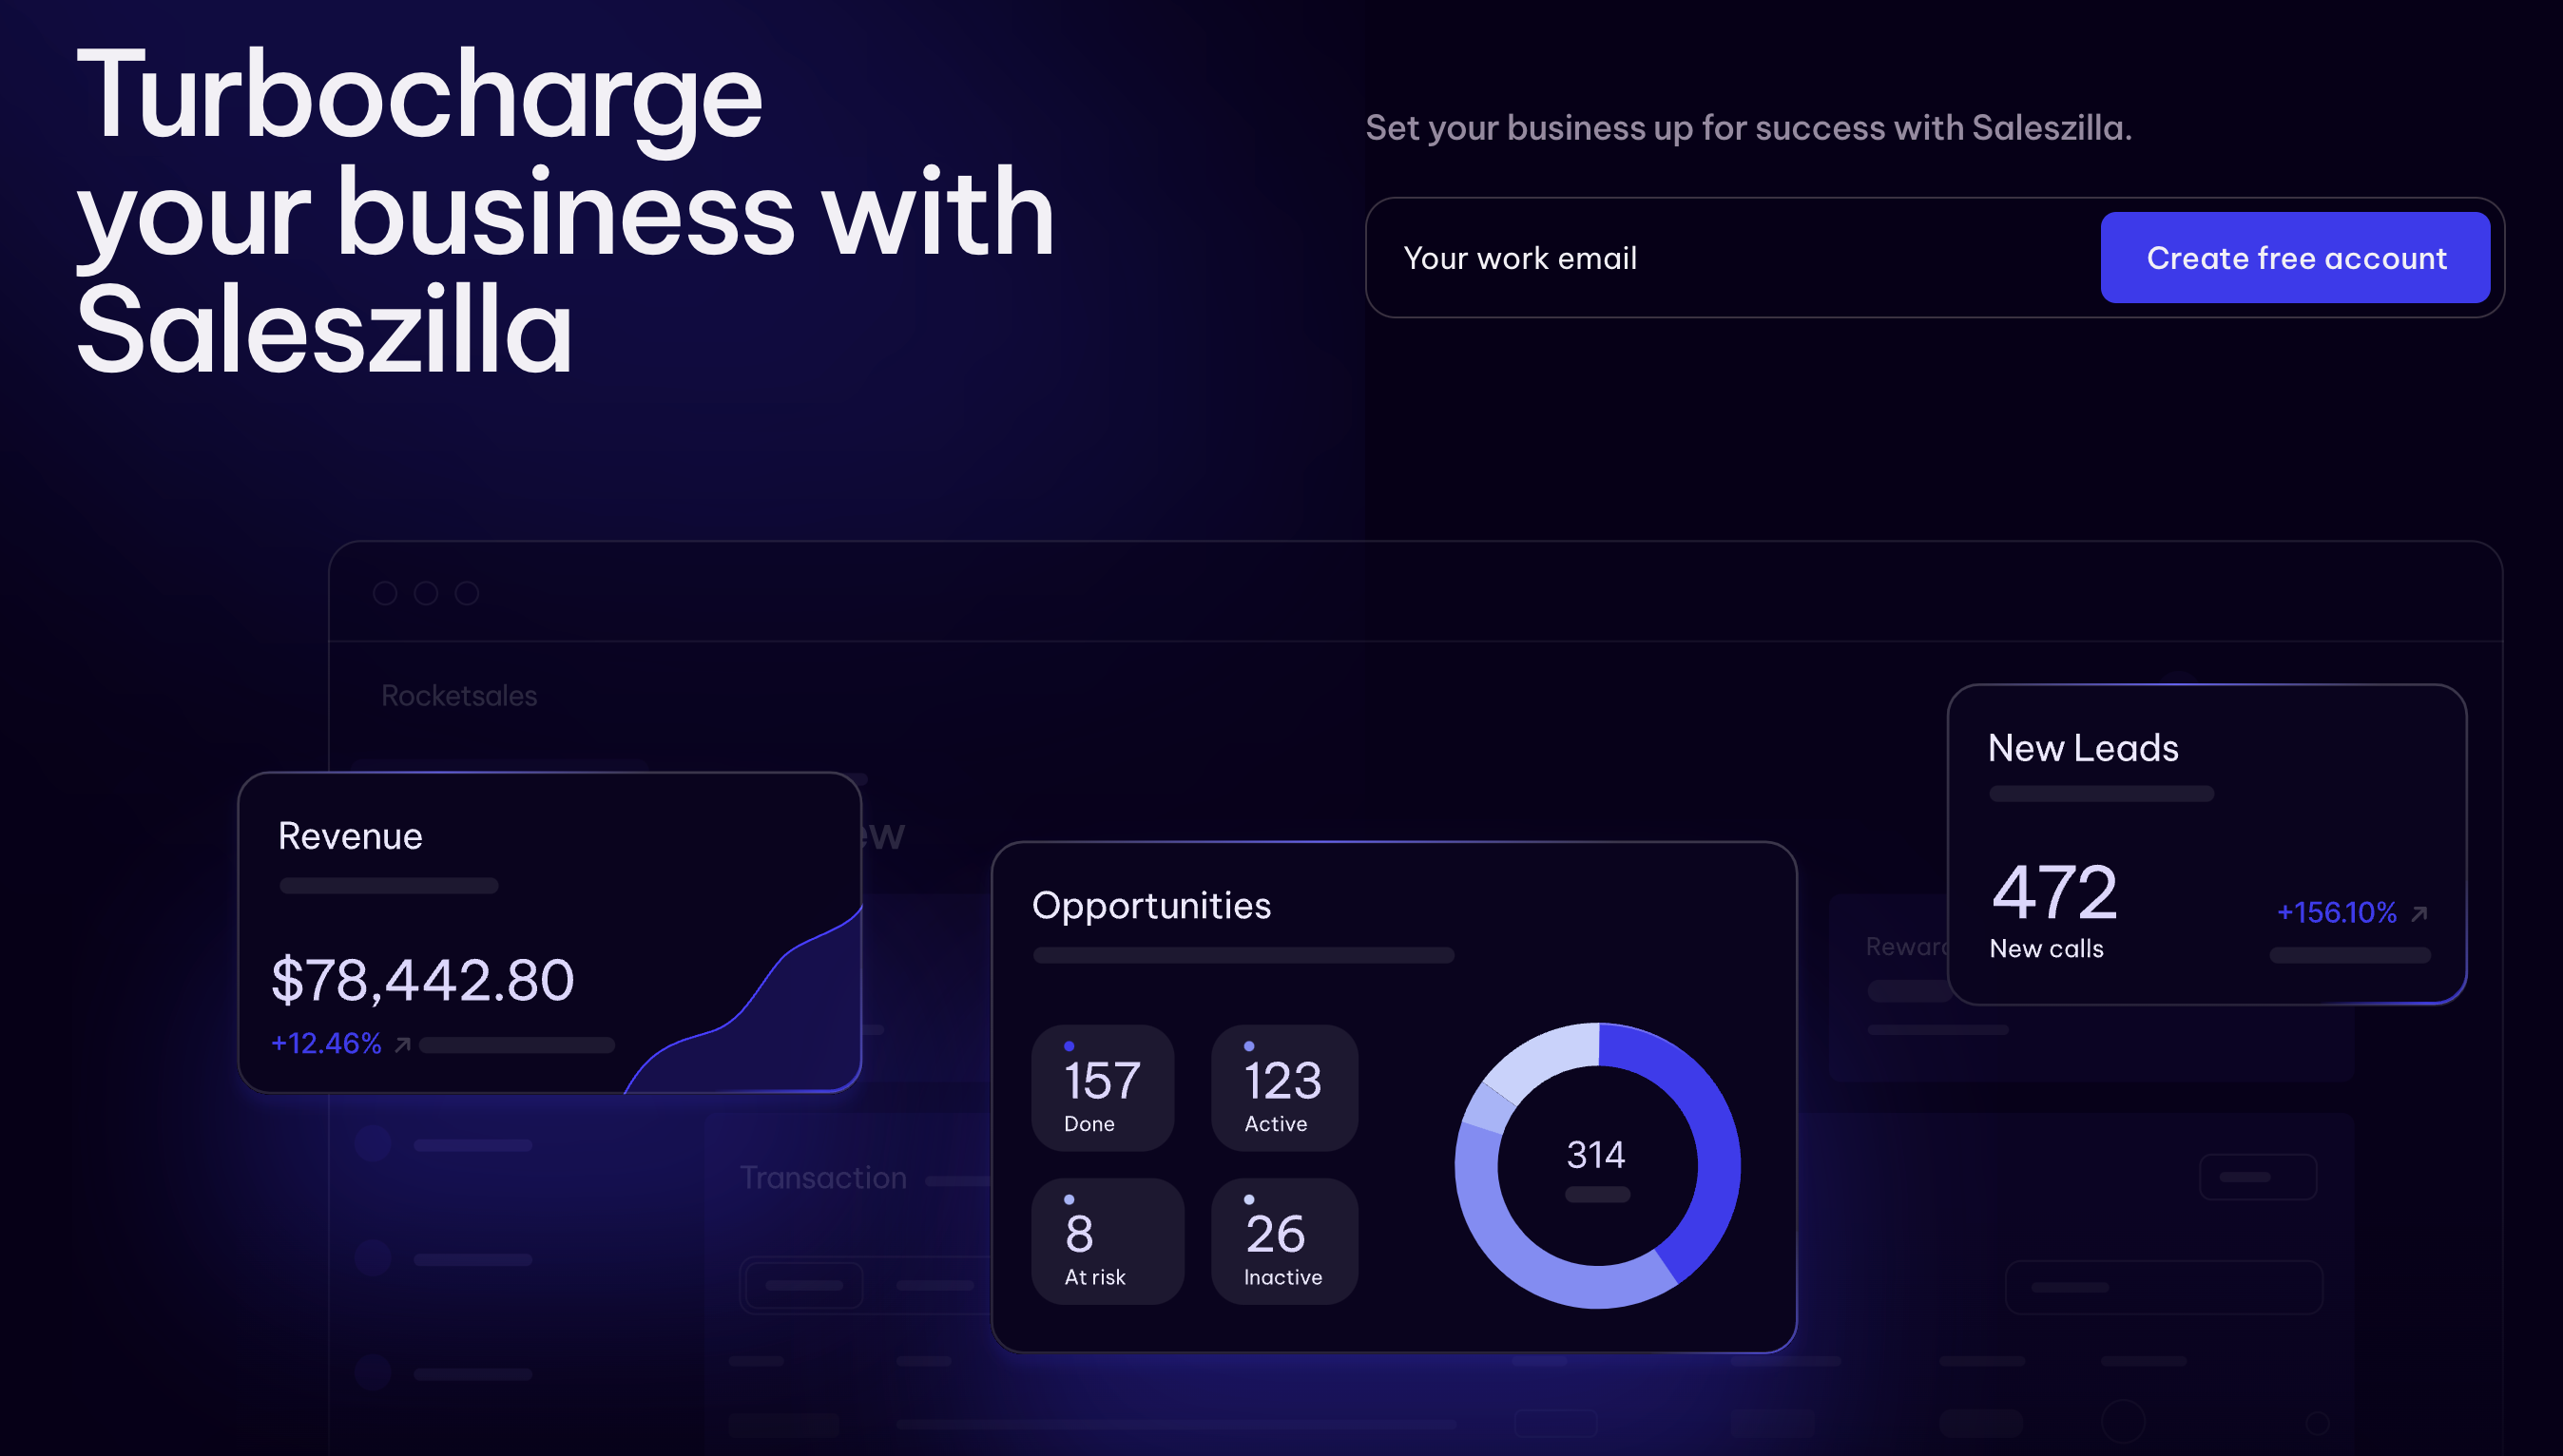 Turbocharge
your business with
Saleszilla
Set your business up for success with Saleszilla.
Your work email
Create free account
Rocketsales
New Leads
472
New calls
+156.10%
Revenue
$78,442.80
+12.46%
Opportunities
157
Done
123
Active
8
At risk
26
Inactive
314
Transaction